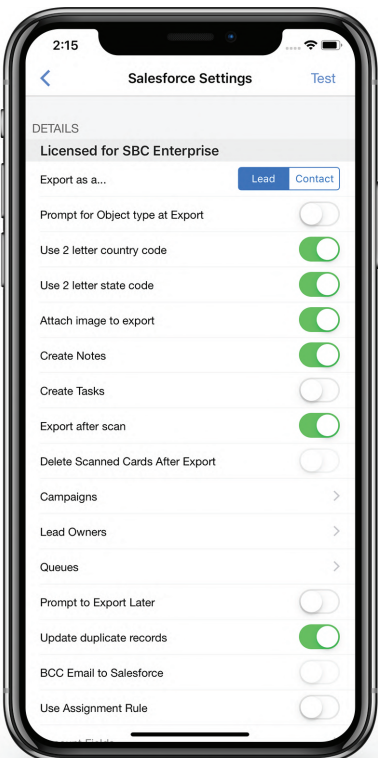 2:15
Salesforce Settings
Test
DETAILS
Licensed for SBC Enterprise
Export as a...
Lead
Contact
Prompt for Object type at Export
Use 2 letter country code
Use 2 letter state code
Attach image to export
Create Notes
Create Tasks
Export after scan
Delete Scanned Cards After Export
Campaigns
Lead Owners
Queues
Prompt to Export Later
Update duplicate records
BCC Email to Salesforce
Use Assignment Rule
Fields